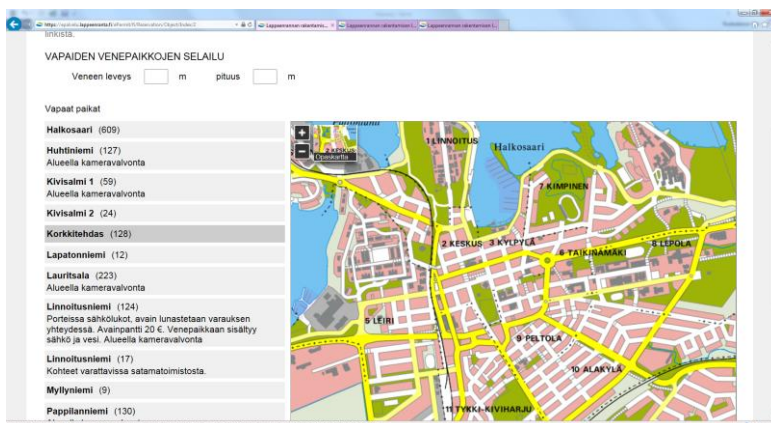 linkistä.
VAPAIDEN VENEPAIKKOJEN SELAILU
Veneen leveys m pituus m
Vapaat paikat
Halkosaari (609)
Huhtiniemi (127)
Alueella kameravalvonta
Kivisalmi 1 (59)
Alueella kameravalvonta
Kivisalmi 2 (24)
Korkkitehdas (128)
Lapatonniemi (12)
Lauritsala (223)
Alueella kameravalvonta
Linnoitusniemi (124)
Porteissa sähkölukot, avain lunastetaan varauksen
yhteydessä. Avainpantti 20 €. Venepaikkaan sisältyy
sähkö ja vesi. Alueella kameravalvonta
Linnoitusniemi (17)
Kohteet varattavissa satamatoimistosta.
Myllyniemi (9)
Pappilanniemi (130)
+
2 KESKUS
Opaskartta
1 LINNOITUS
Halkosaari
7 KIMPINEN
2 KESKUS
3 KYLPYLÄ
6 TAIKINAMÄKI
8 LEPOLA
5 LEIRI
9 PELTOLA
10 ALAKYLÄ
11 TYKKI-KIVIHARJU